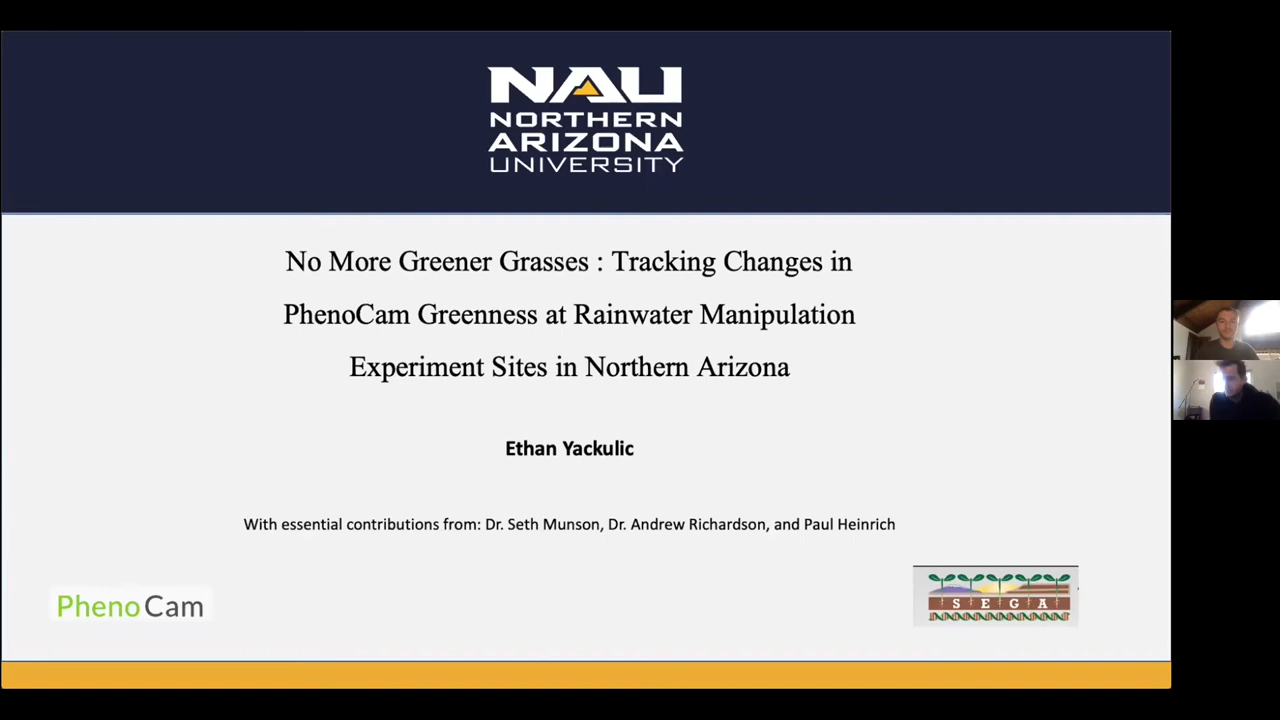 NAU
NORTHERN
ARIZONA
UNIVERSITY
No More Greener Grasses : Tracking Changes in
PhenoCam Greenness at Rainwater Manipulation
Experiment Sites in Northern Arizona
Ethan Yackulic
With essential contributions from: Dr. Seth Munson, Dr. Andrew Richardson, and Paul Heinrich
PhenoCam
SEGA